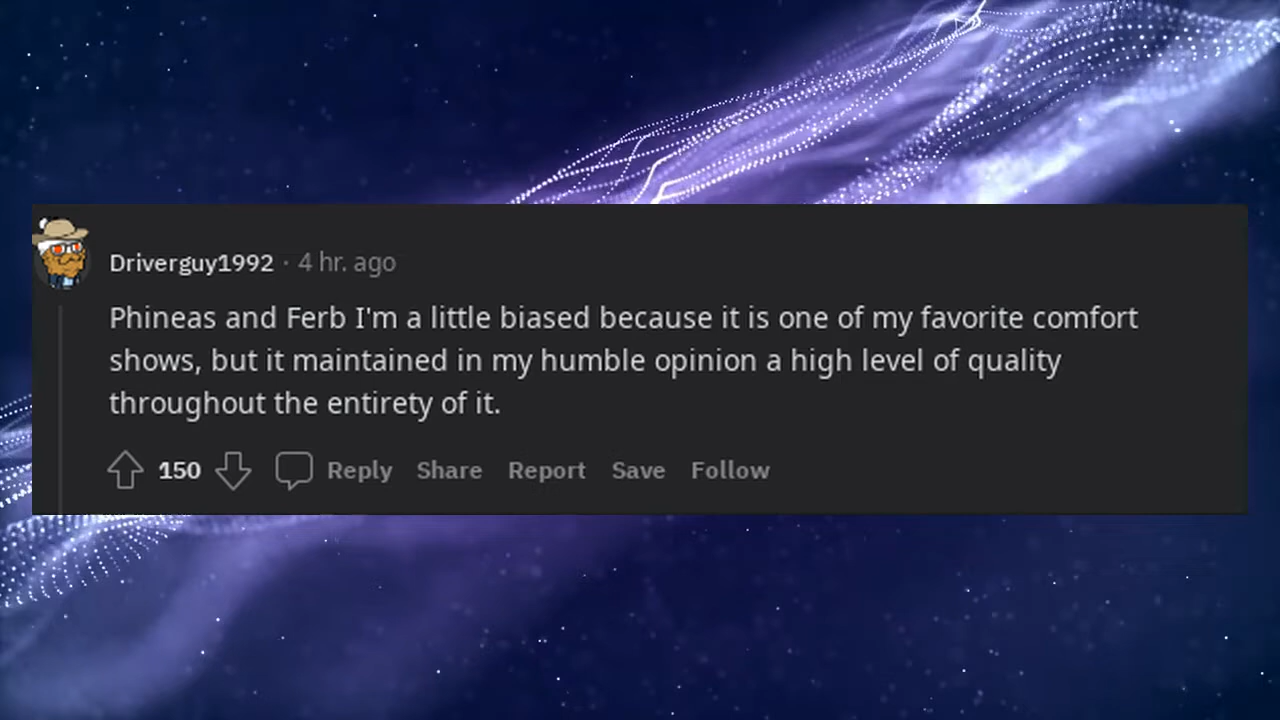 Driverguy1992 · 4 hr. ago
Phineas and Ferb I'm a little biased because it is one of my favorite comfort
shows, but it maintained in my humble opinion a high level of quality
throughout the entirety of it.
150 Reply Share Report Save Follow